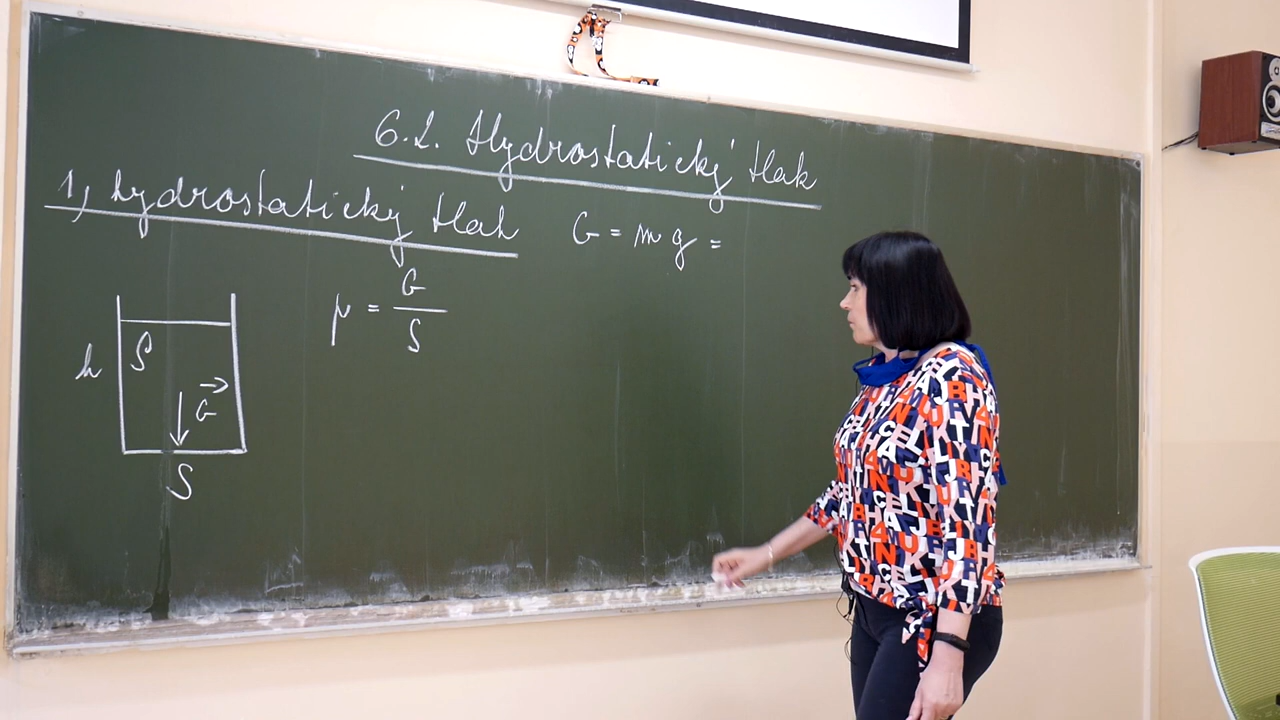 6.2. Hydrostatický tlak
1, hydrostatický tlak
G = m g =
p = G / S
h
S
G
S